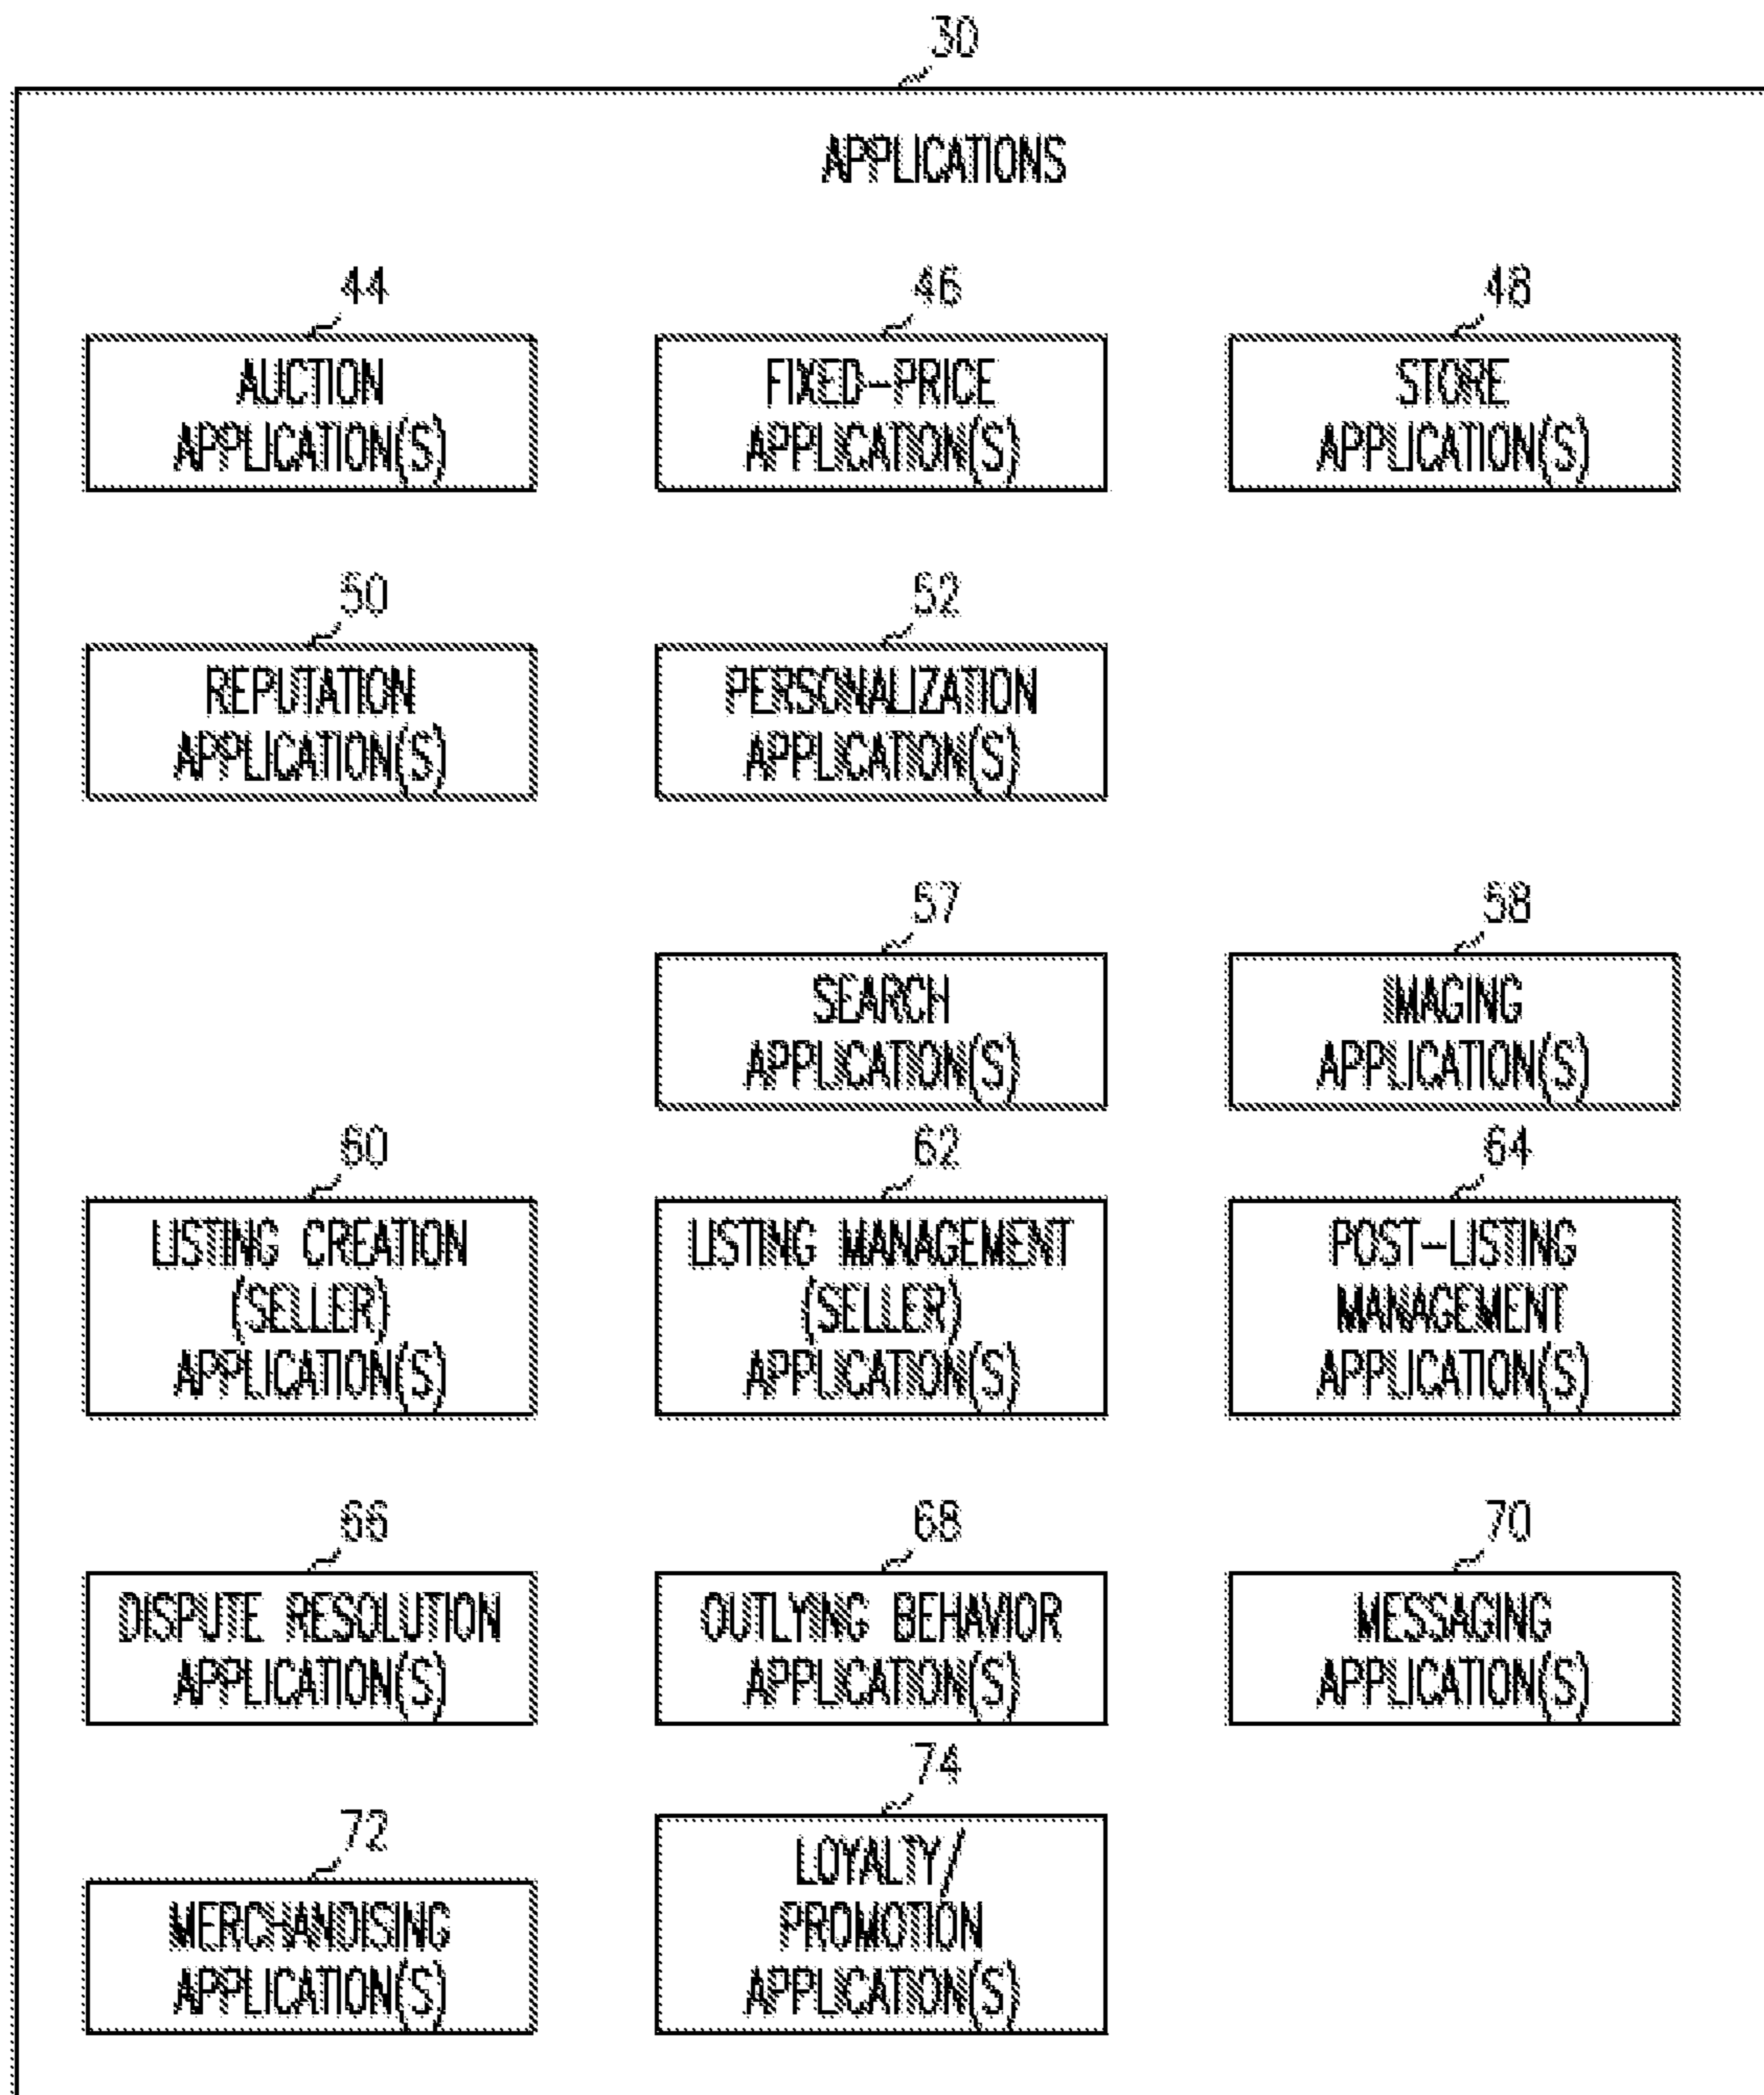 30
APPLICATIONS
44
AUCTION
APPLICATION(S)
46
FIXED-PRICE
APPLICATION(S)
48
STORE
APPLICATION(S)
50
REPUTATION
APPLICATION(S)
52
PERSONALIZATION
APPLICATION(S)
57
SEARCH
APPLICATION(S)
58
IMAGING
APPLICATION(S)
60
LISTING CREATION
(SELLER)
APPLICATION(S)
62
LISTING MANAGEMENT
(SELLER)
APPLICATION(S)
64
POST-LISTING
MANAGEMENT
APPLICATION(S)
66
DISPUTE RESOLUTION
APPLICATION(S)
68
OUTLYING BEHAVIOR
APPLICATION(S)
70
MESSAGING
APPLICATION(S)
72
MERCHANDISING
APPLICATION(S)
74
LOYALTY/
PROMOTION
APPLICATION(S)